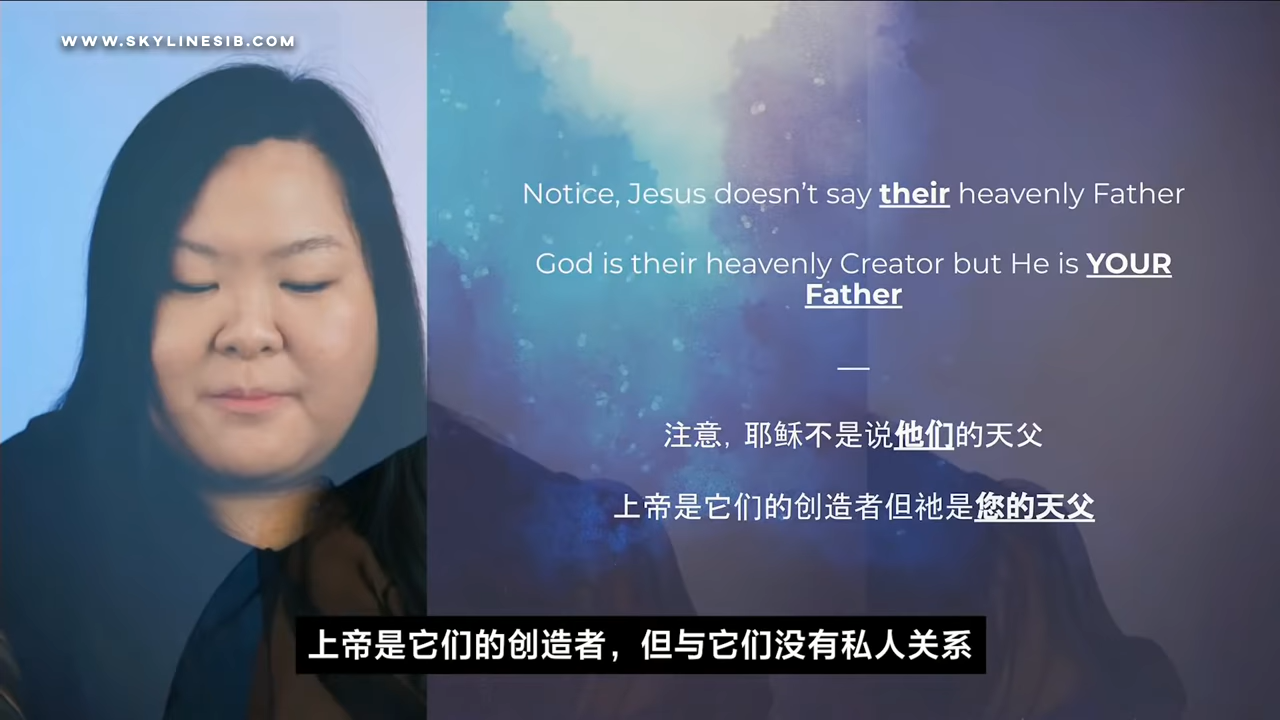 WWW.SKYLINESIB.COM
Notice, Jesus doesn't say their heavenly Father
God is their heavenly Creator but He is YOUR
Father
—
注意, 耶稣不是说他们的天父
上帝是它们的创造者但祂是您的天父
上帝是它们的创造者，但与它们没有私人关系